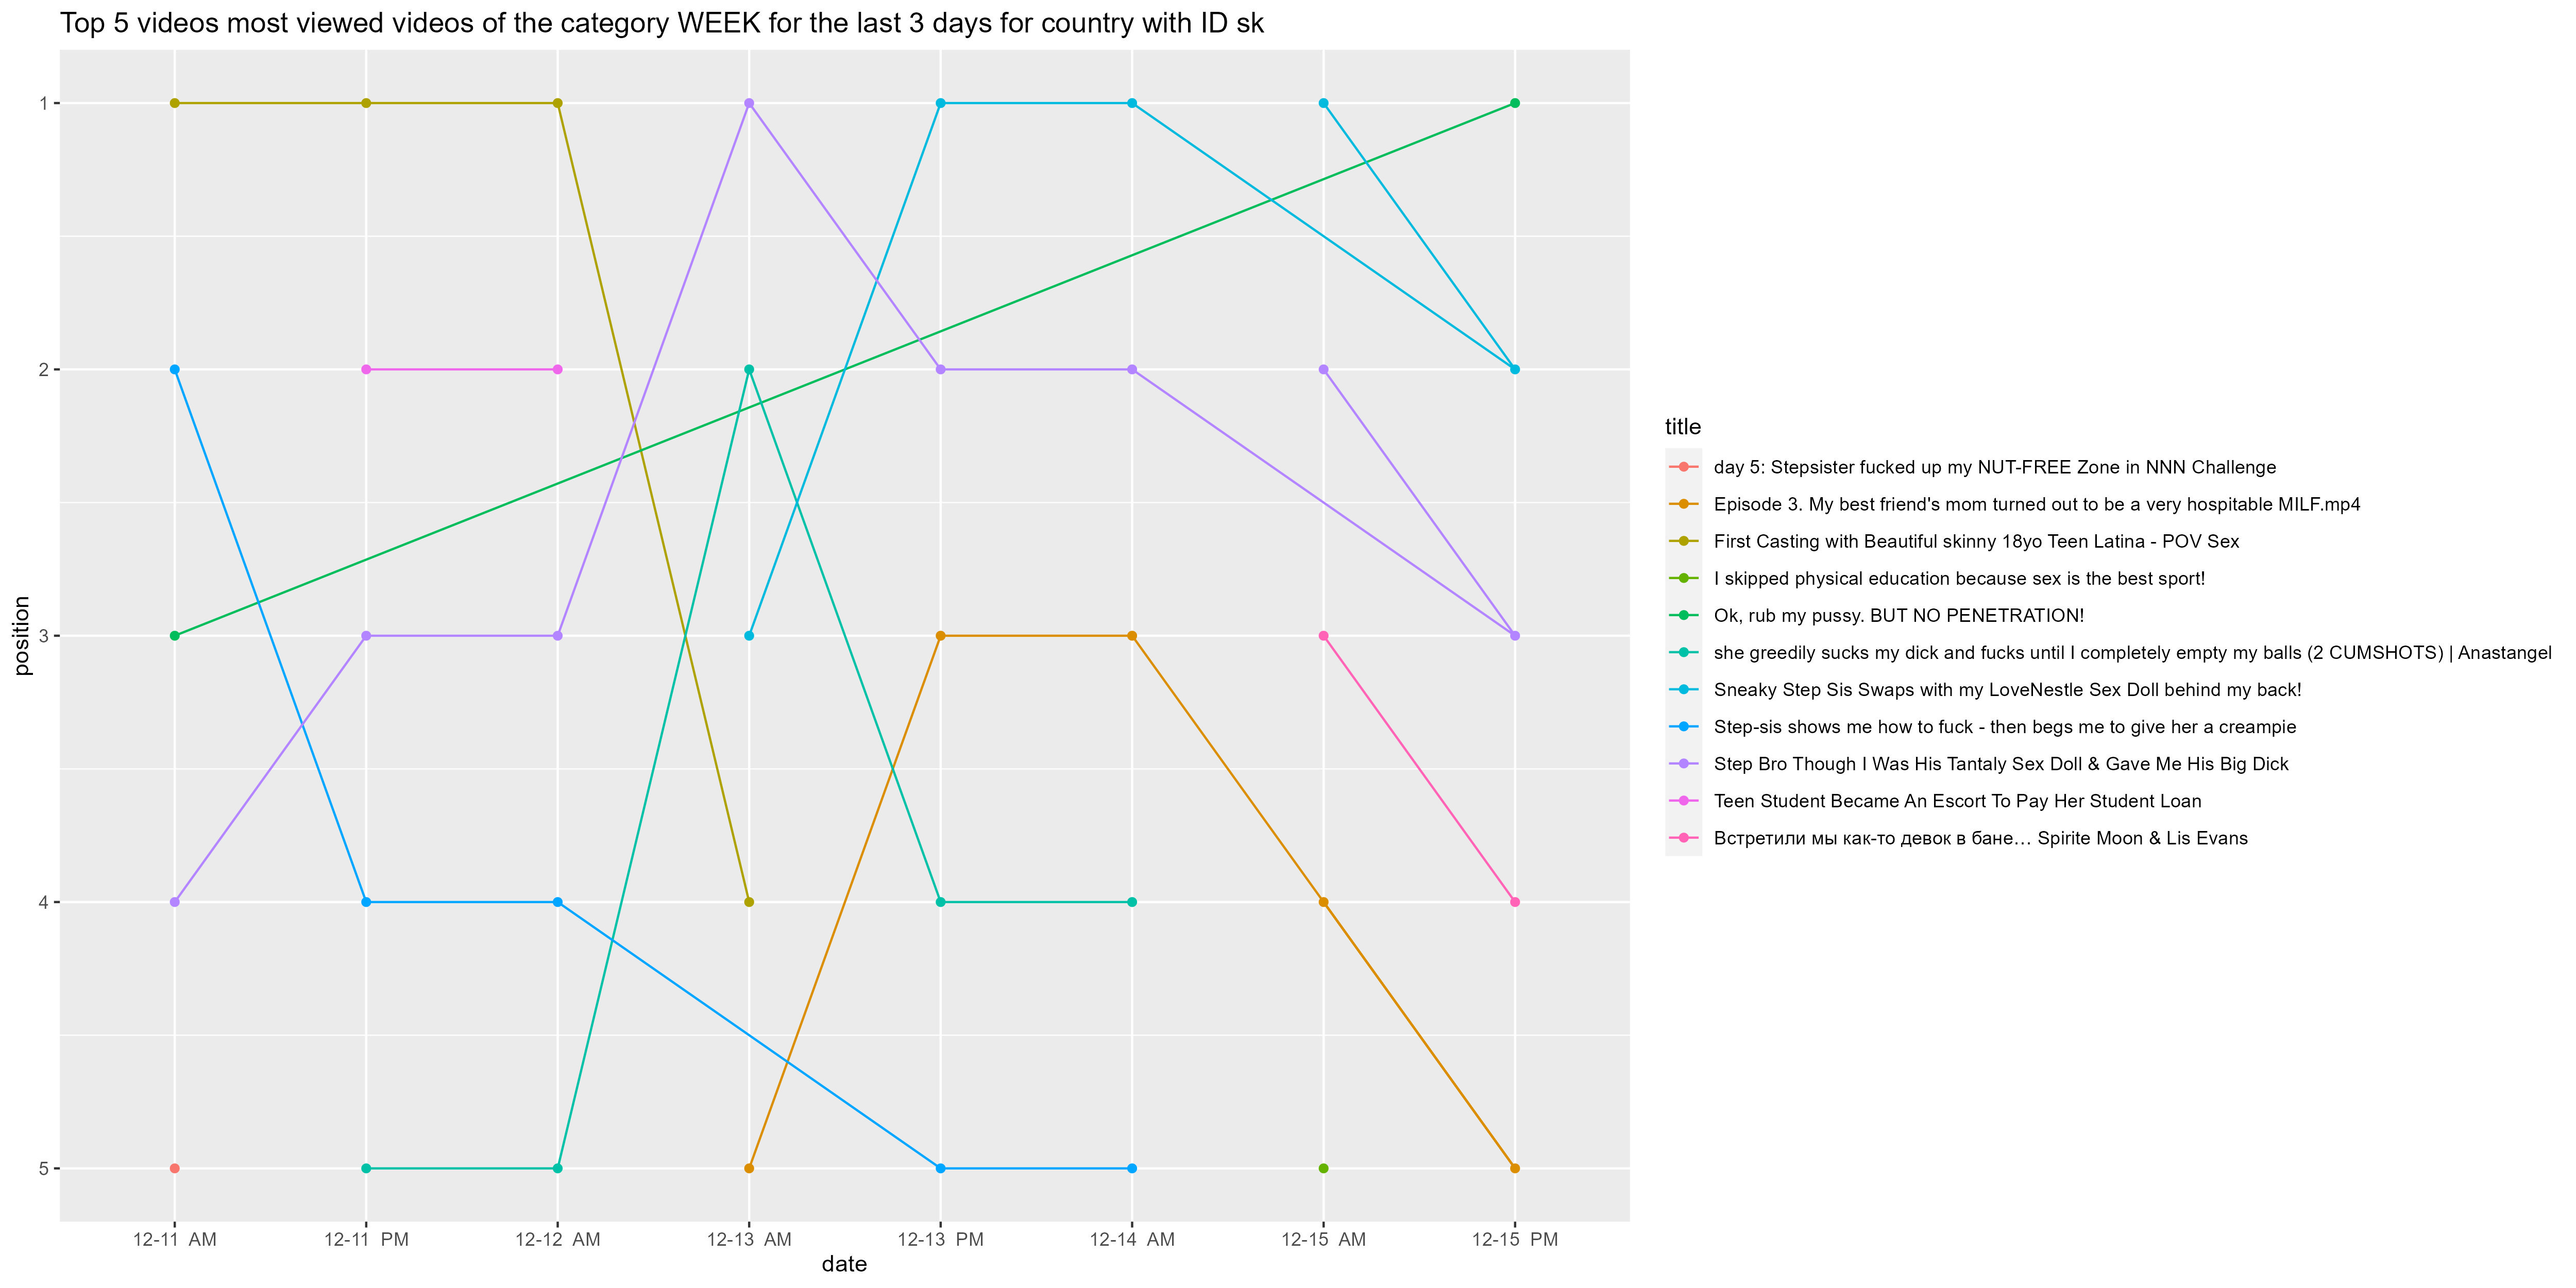 Top 5 videos most viewed videos of the category WEEK for the last 3 days for country with ID sk
position
1
2
3
4
5
12-11 AM
12-11 PM
12-12 AM
12-13 AM
12-13 PM
12-14 AM
12-15 AM
12-15 PM
date
title
day 5: Stepsister fucked up my NUT-FREE Zone in NNN Challenge
Episode 3. My best friend's mom turned out to be a very hospitable MILF.mp4
First Casting with Beautiful skinny 18yo Teen Latina - POV Sex
I skipped physical education because sex is the best sport!
Ok, rub my pussy. BUT NO PENETRATION!
she greedily sucks my dick and fucks until I completely empty my balls (2 CUMSHOTS) | Anastangel
Sneaky Step Sis Swaps with my LoveNestle Sex Doll behind my back!
Step-sis shows me how to fuck - then begs me to give her a creampie
Step Bro Though I Was His Tantaly Sex Doll & Gave Me His Big Dick
Teen Student Became An Escort To Pay Her Student Loan
Встретили мы как-то девок в бане… Spirite Moon & Lis Evans